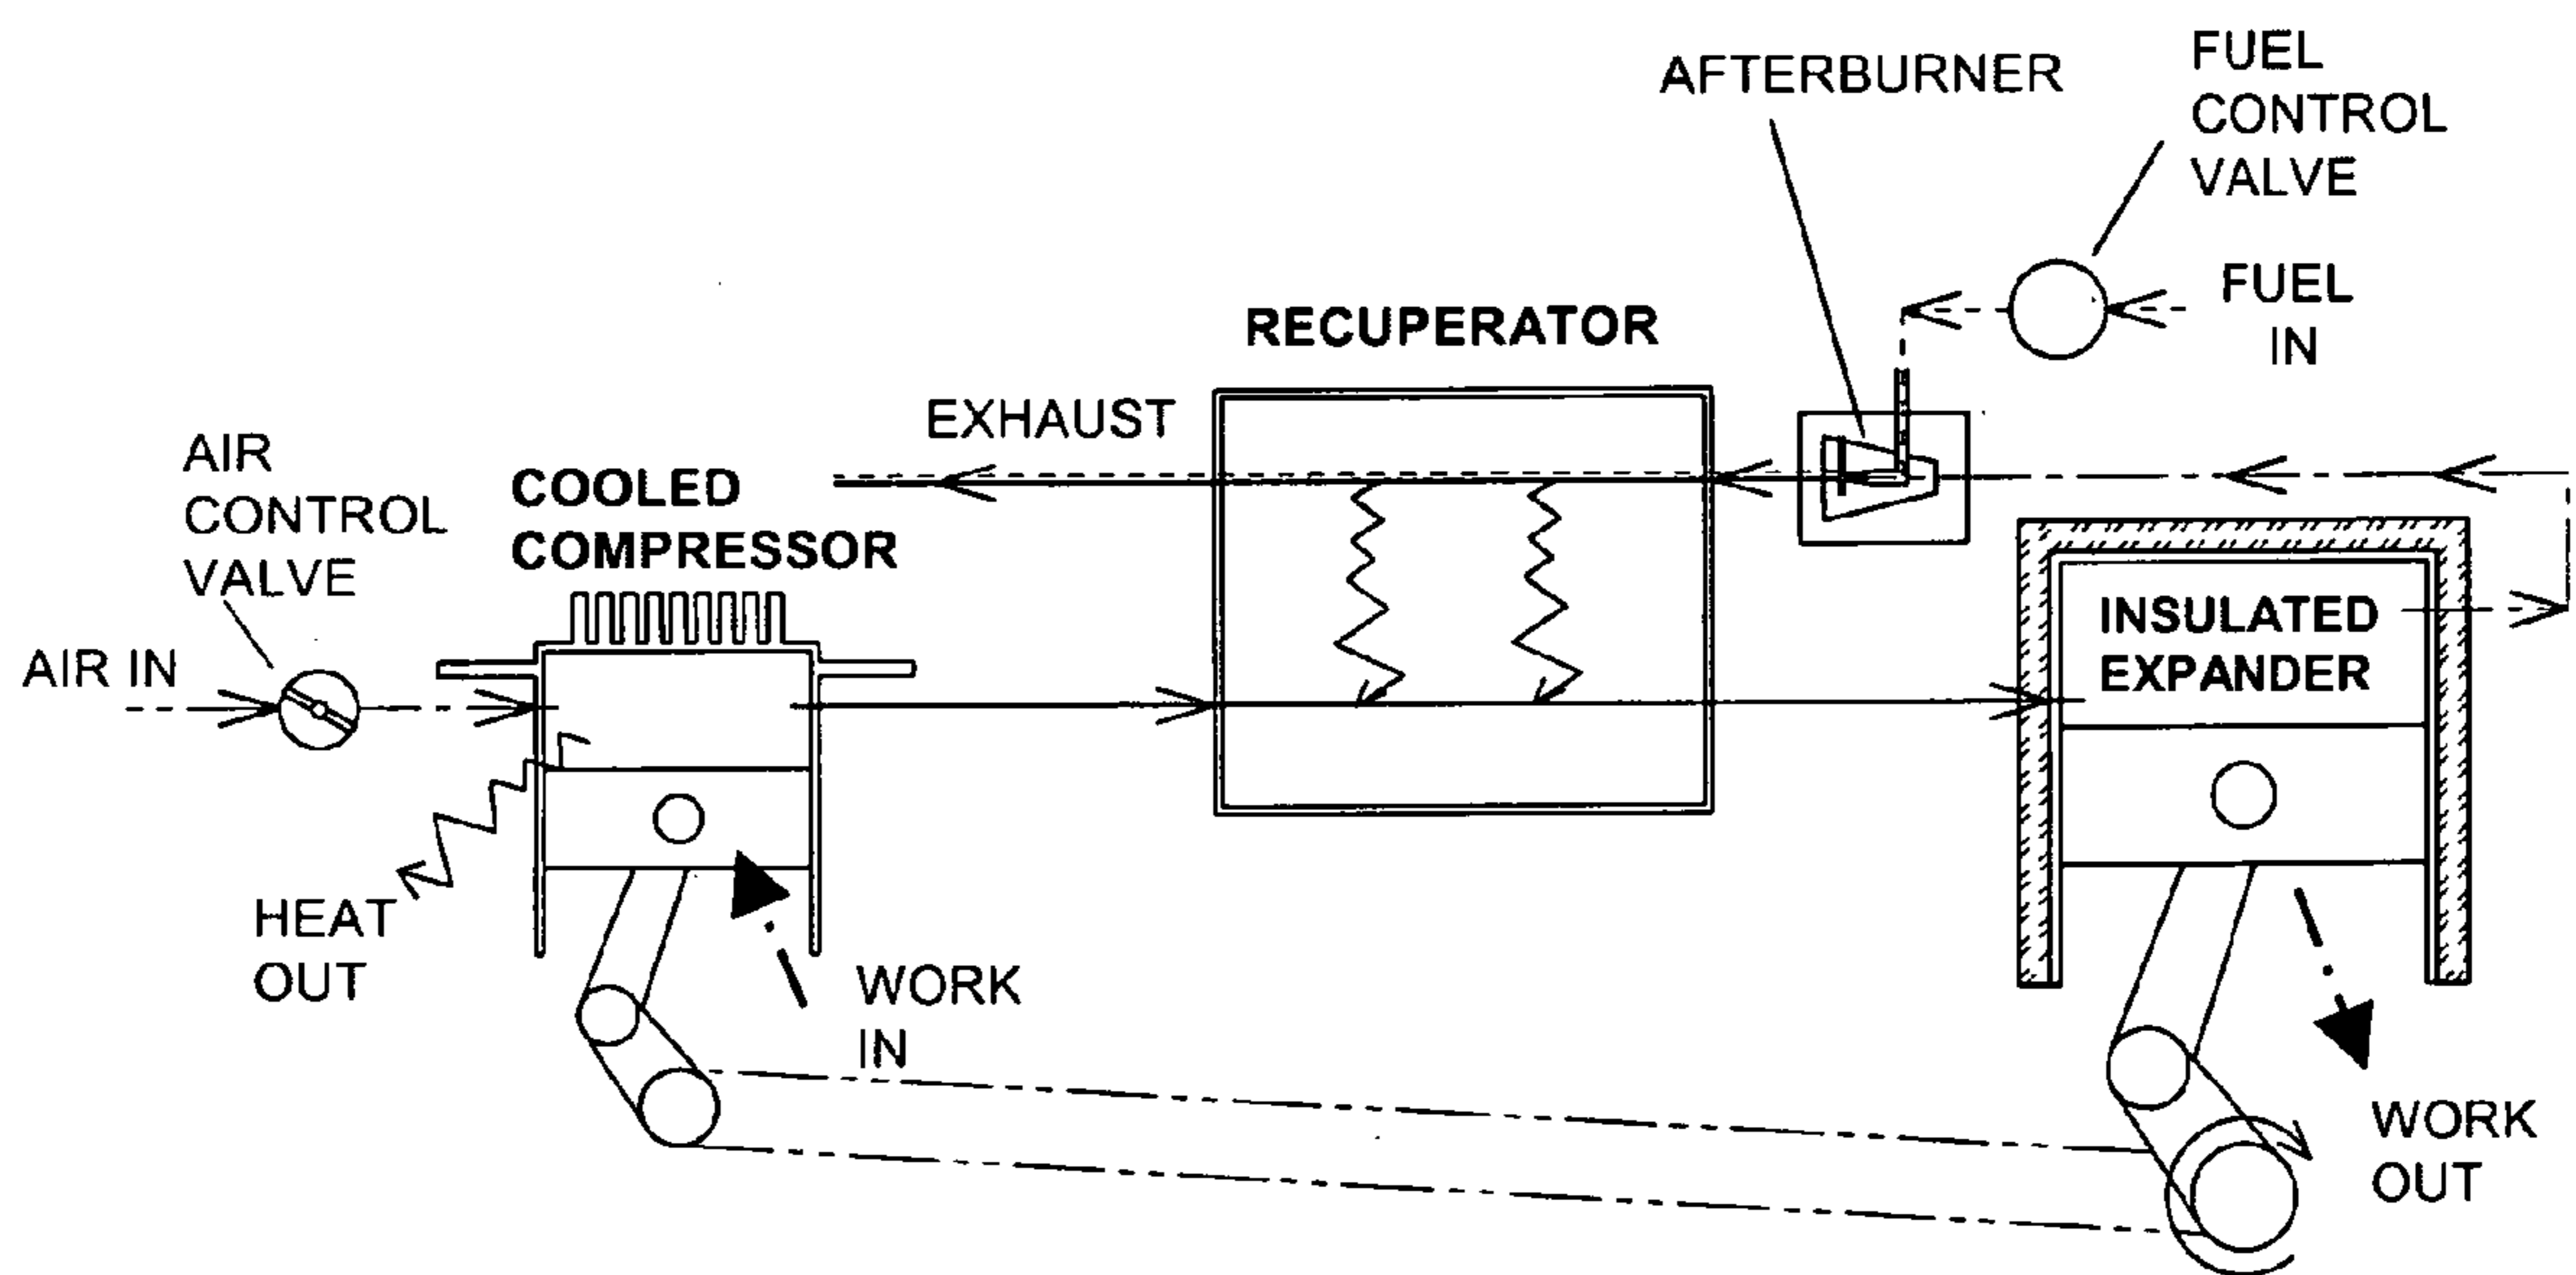 AFTERBURNER
FUEL
CONTROL
VALVE
FUEL
IN
RECUPERATOR
EXHAUST
AIR
CONTROL
VALVE
COOLED
COMPRESSOR
AIR IN
INSULATED
EXPANDER
HEAT
OUT
WORK
IN
WORK
OUT